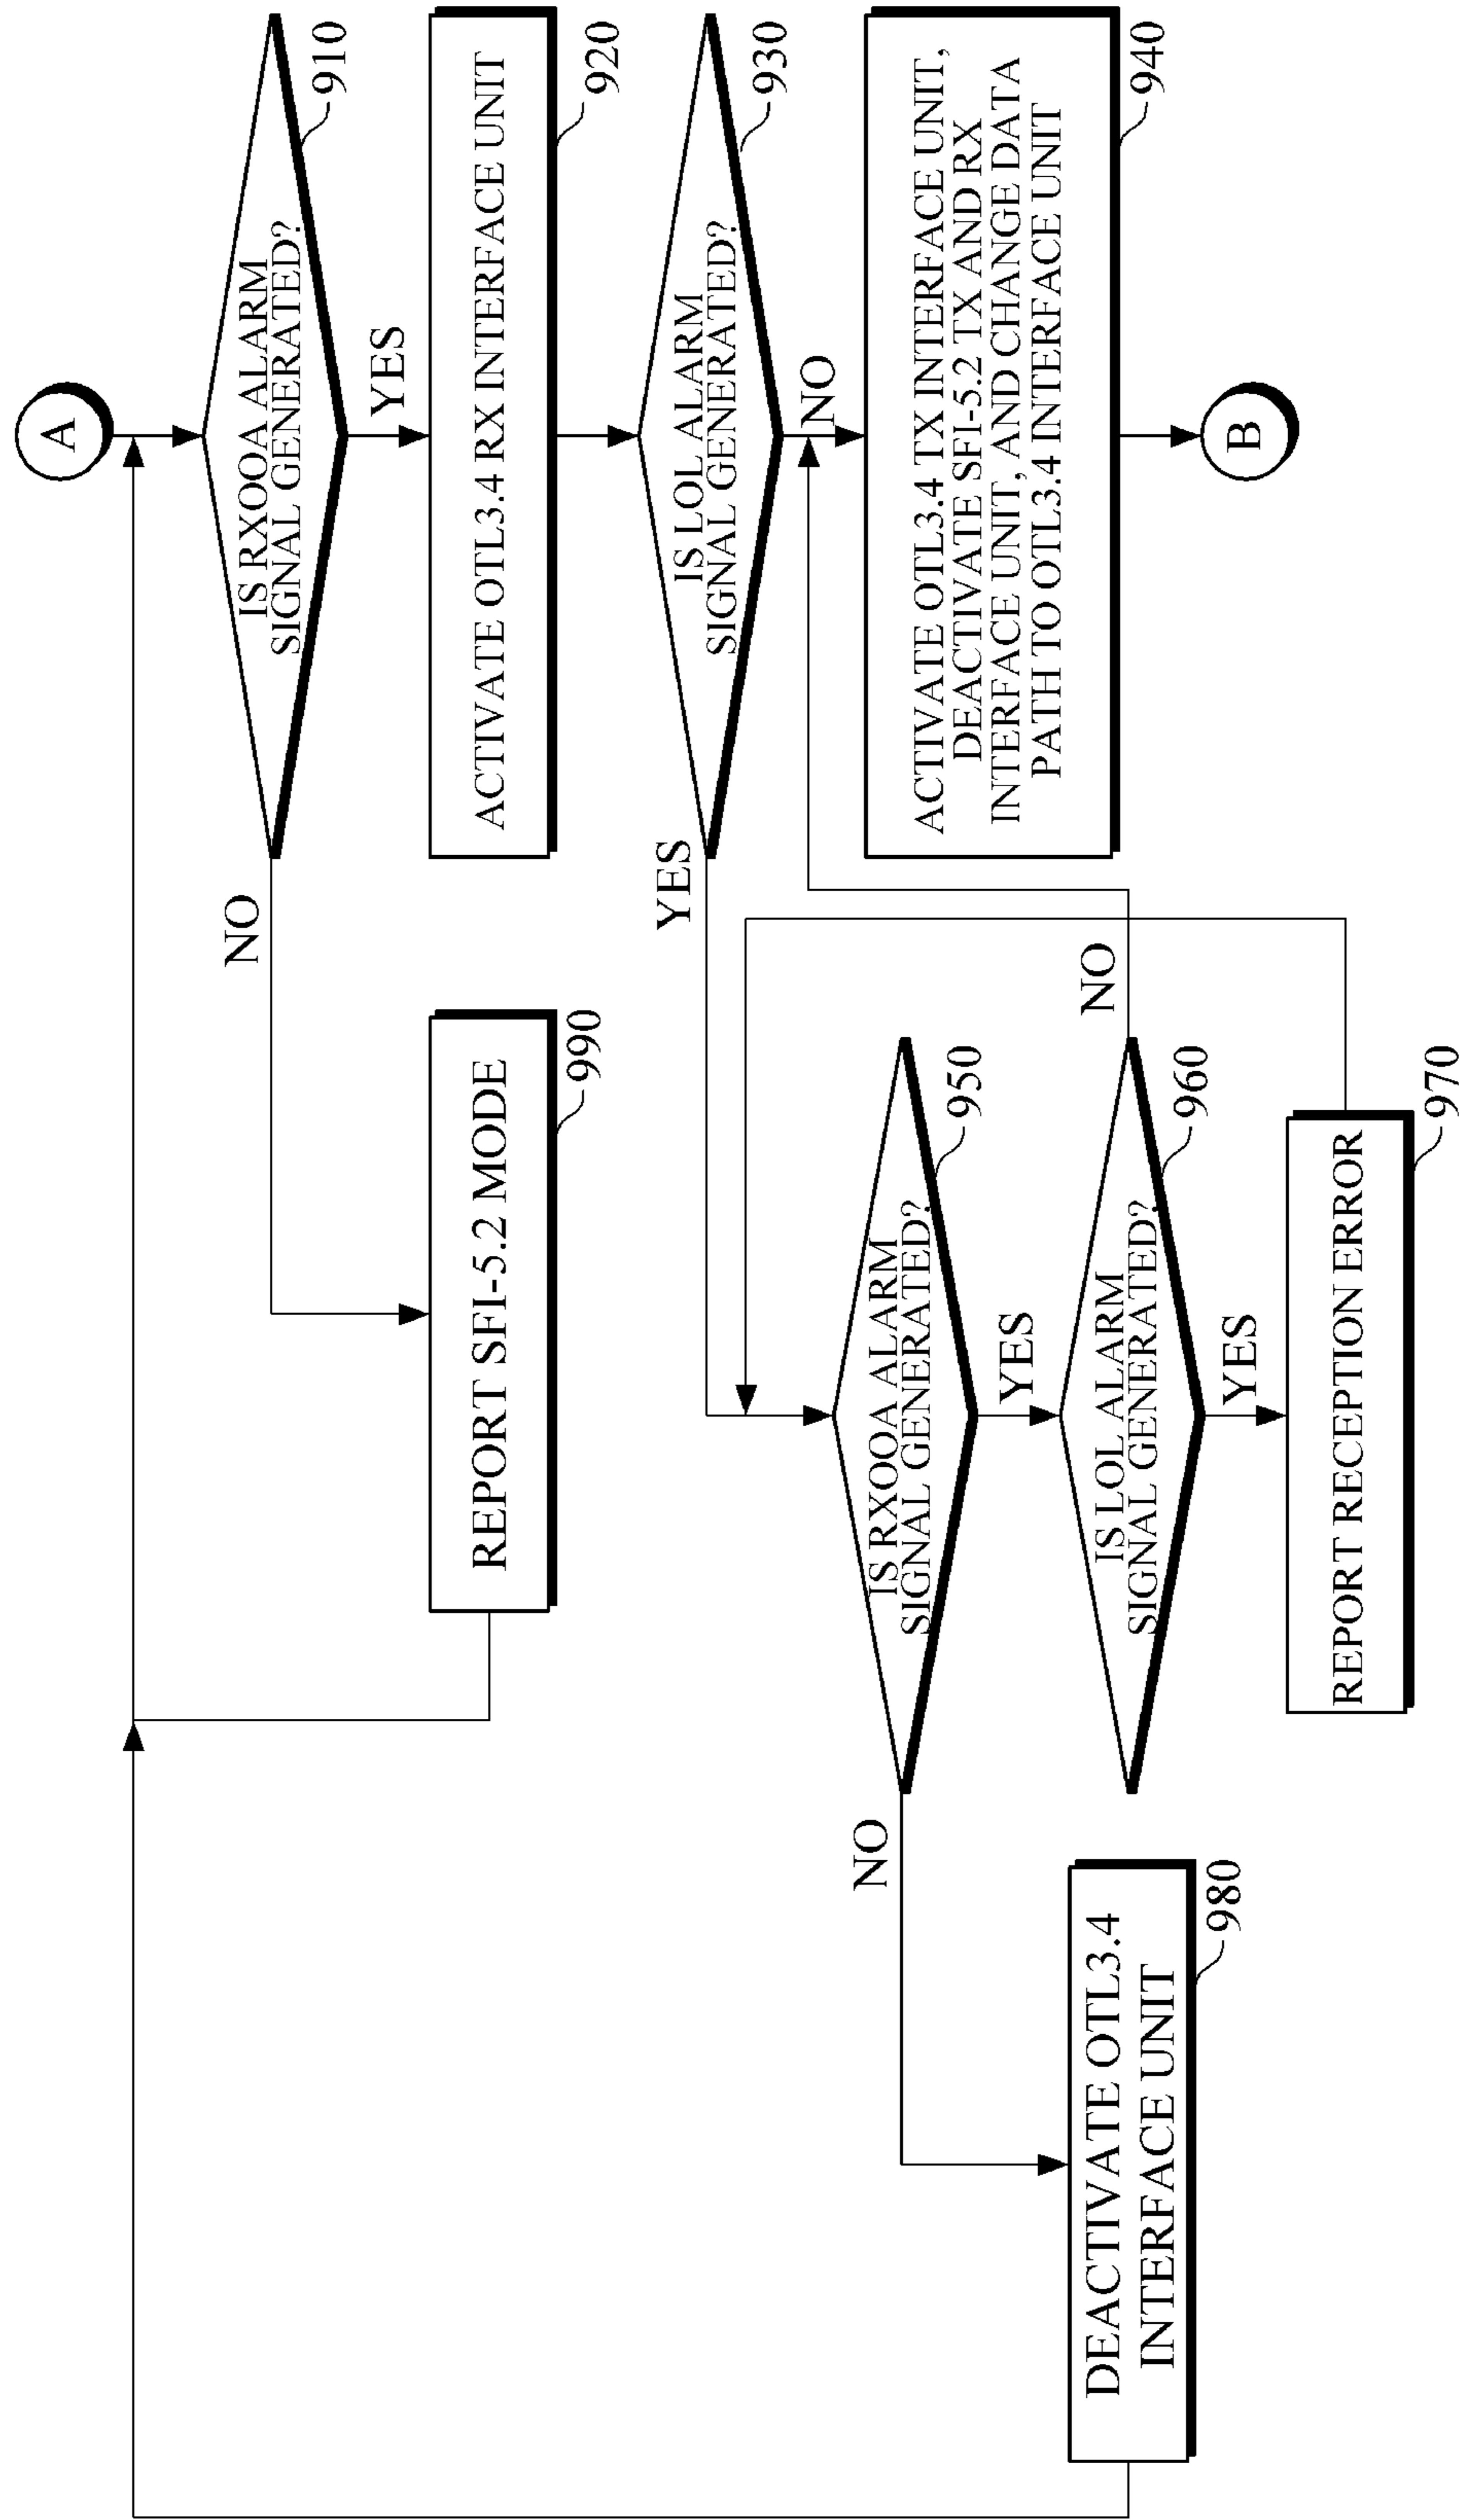 A
IS RXOOA ALARM
SIGNAL GENERATED?
910
YES
NO
ACTIVATE OTL3.4 RX INTERFACE UNIT
920
REPORT SFI-5.2 MODE
990
IS LOL ALARM
SIGNAL GENERATED?
930
YES
NO
ACTIVATE OTL3.4 TX INTERFACE UNIT,
DEACTIVATE SFI-5.2 TX AND RX
INTERFACE UNIT, AND CHANGE DATA
PATH TO OTL3.4 INTERFACE UNIT
940
B
IS RXOOA ALARM
SIGNAL GENERATED?
950
YES
NO
IS LOL ALARM
SIGNAL GENERATED?
960
NO
YES
REPORT RECEPTION ERROR
970
DEACTIVATE OTL3.4
INTERFACE UNIT
980